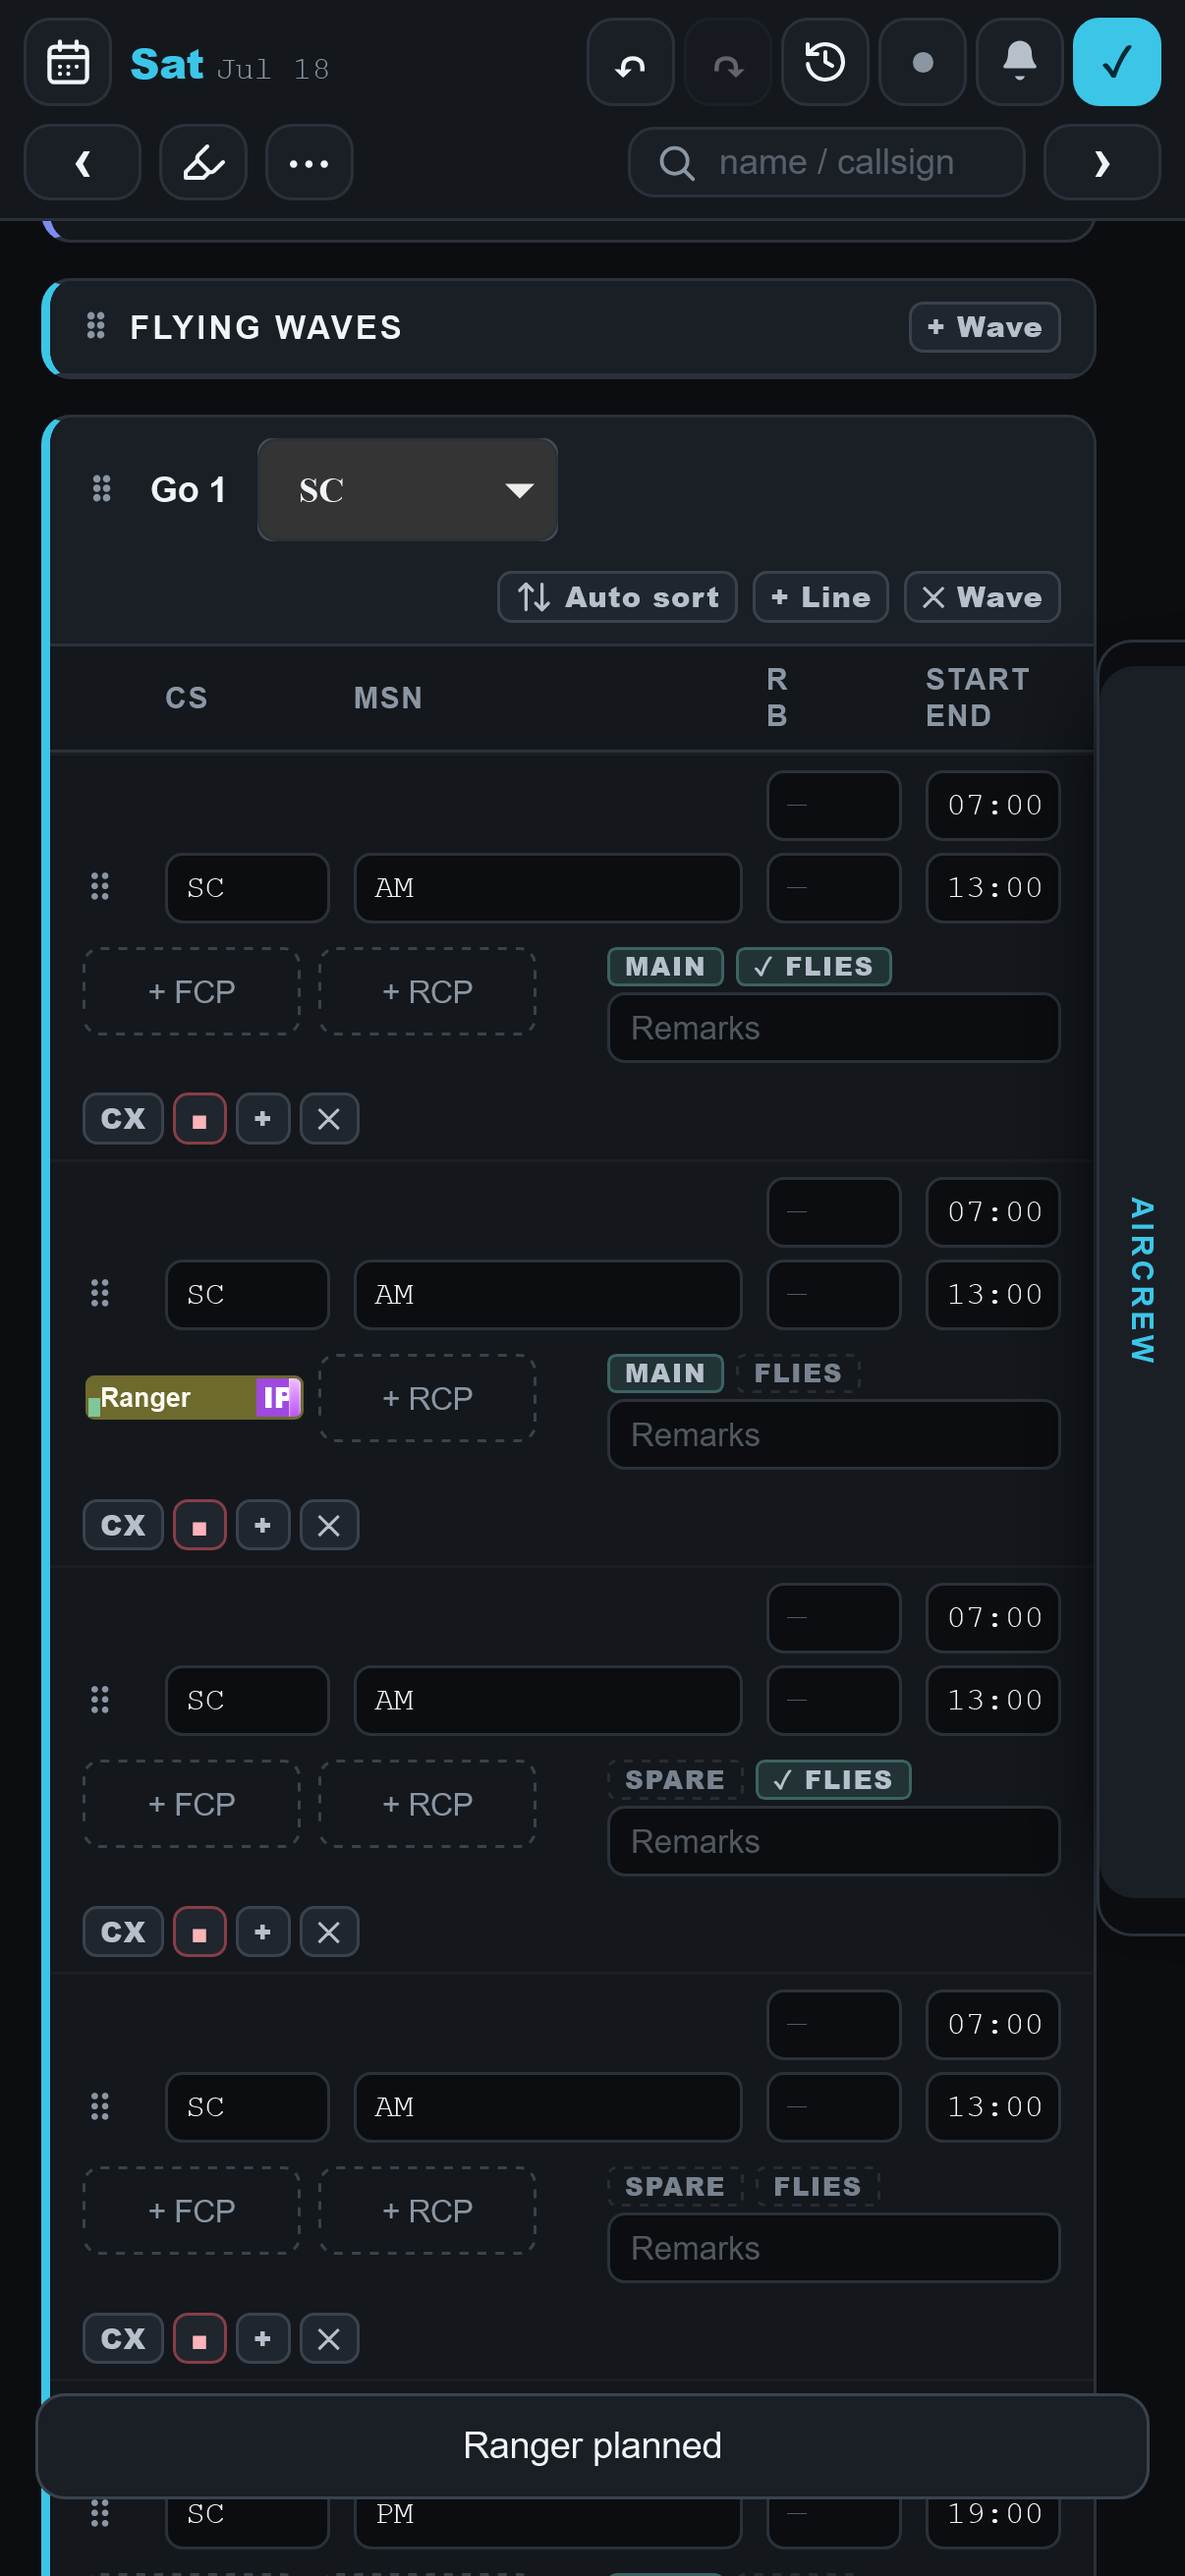 Sat Jul 18
name / callsign
FLYING WAVES
+ Wave
Go 1
SC
Auto sort
+ Line
× Wave
CS
MSN
R
B
START
END
—
07:00
SC
AM
—
13:00
+ FCP
+ RCP
MAIN
✓ FLIES
Remarks
CX
+
×
—
07:00
SC
AM
—
13:00
Ranger
IP
+ RCP
MAIN
FLIES
Remarks
CX
+
×
—
07:00
SC
AM
—
13:00
+ FCP
+ RCP
SPARE
✓ FLIES
Remarks
CX
+
×
—
07:00
SC
AM
—
13:00
+ FCP
+ RCP
SPARE
FLIES
Remarks
CX
+
×
AIRCREW
Ranger planned
SC
PM
—
19:00